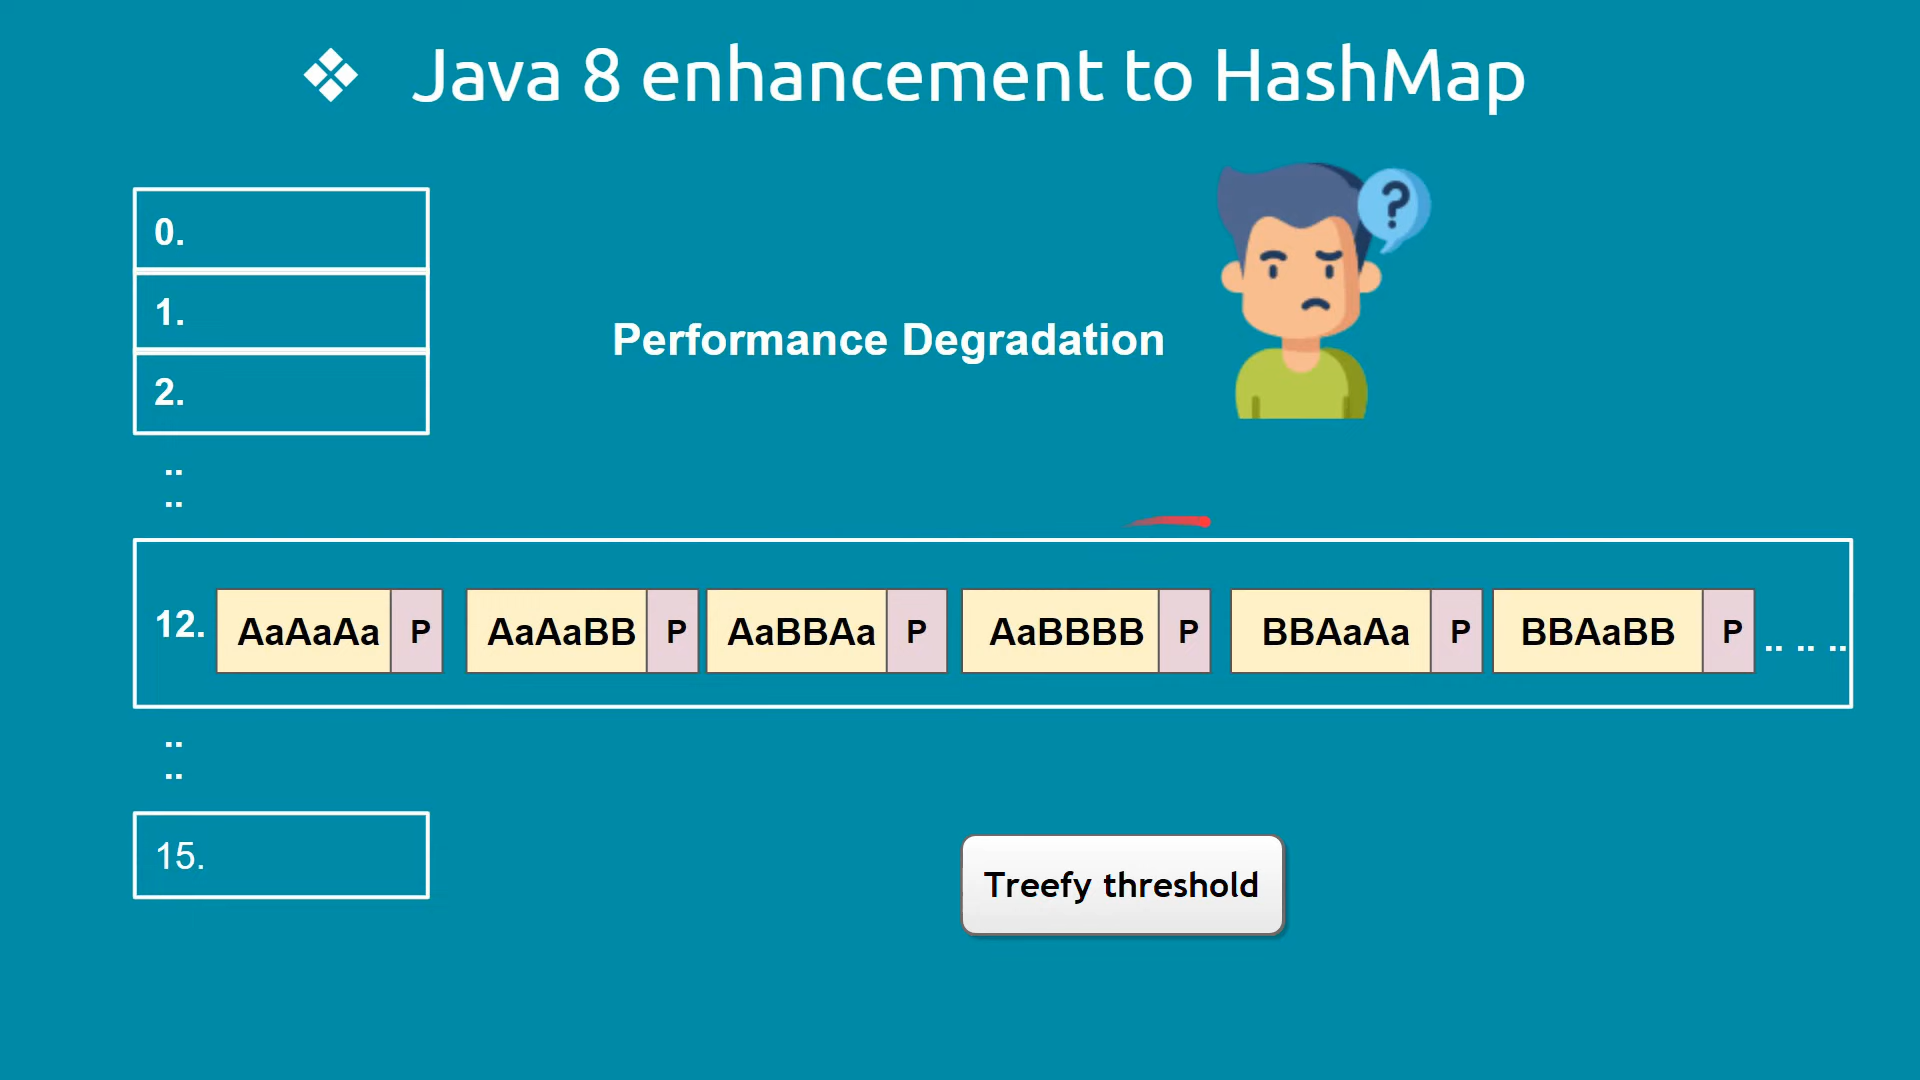 ❖ Java 8 enhancement to HashMap
0.
1.
2.
..
..
Performance Degradation
?
12. AaAaAa P AaAaBB P AaBBAa P AaBBBB P BBAaAa P BBAaBB P .. .. ..
..
..
15.
Treefy threshold